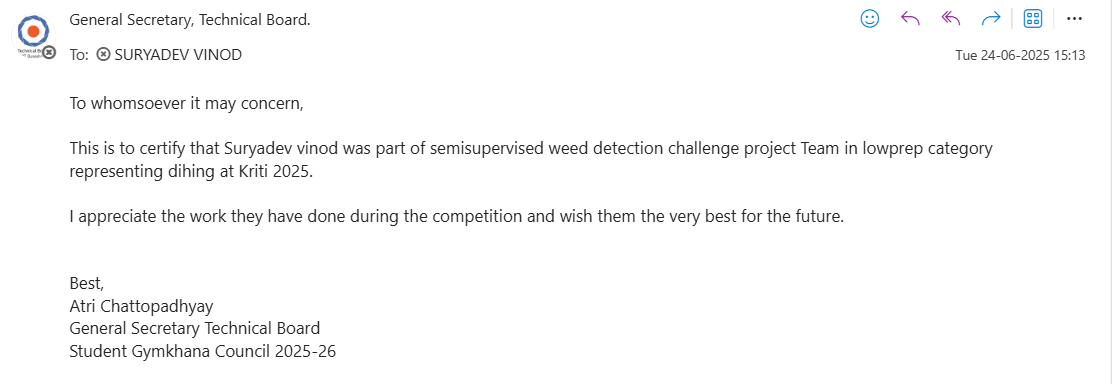 General Secretary, Technical Board.
To: SURYADEV VINOD
Tue 24-06-2025 15:13
To whomsoever it may concern,
This is to certify that Suryadev vinod was part of semisupervised weed detection challenge project Team in lowprep category
representing dihing at Kriti 2025.
I appreciate the work they have done during the competition and wish them the very best for the future.
Best,
Atri Chattopadhyay
General Secretary Technical Board
Student Gymkhana Council 2025-26